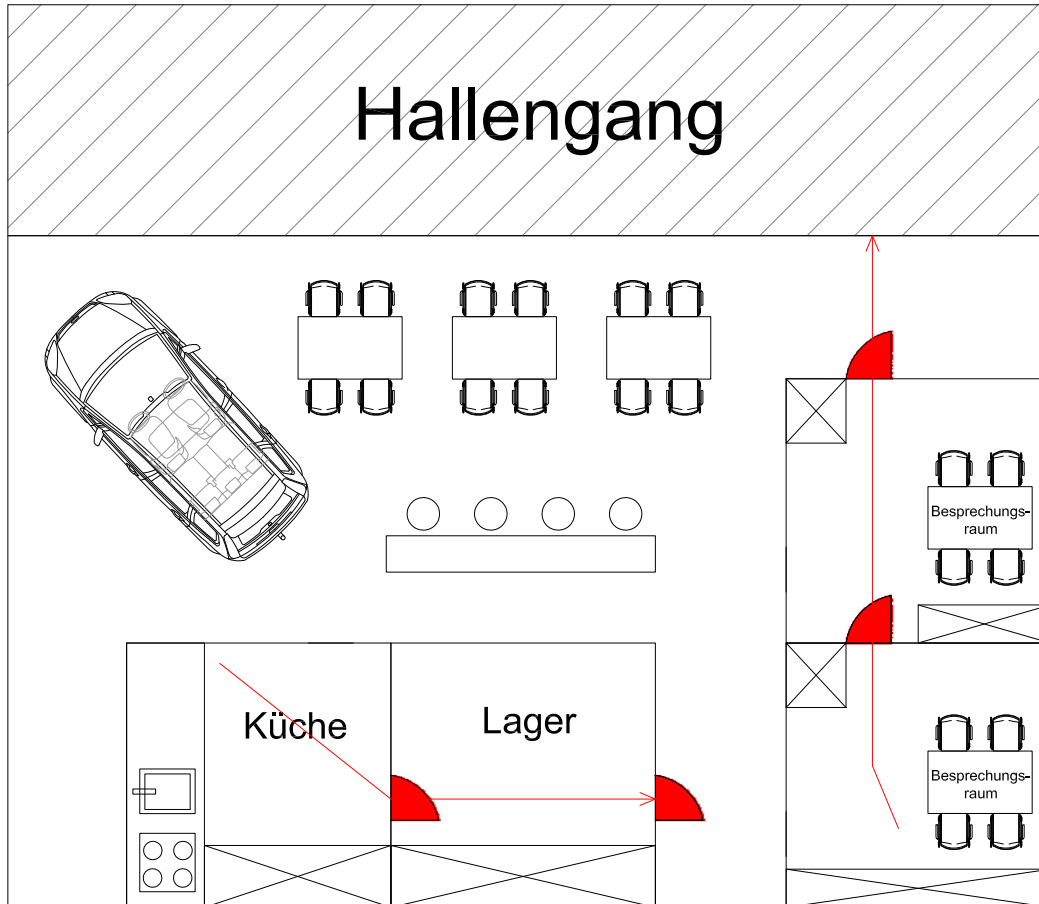 Hallengang
Besprechungs-
raum
Küche
Lager
Besprechungs-
raum